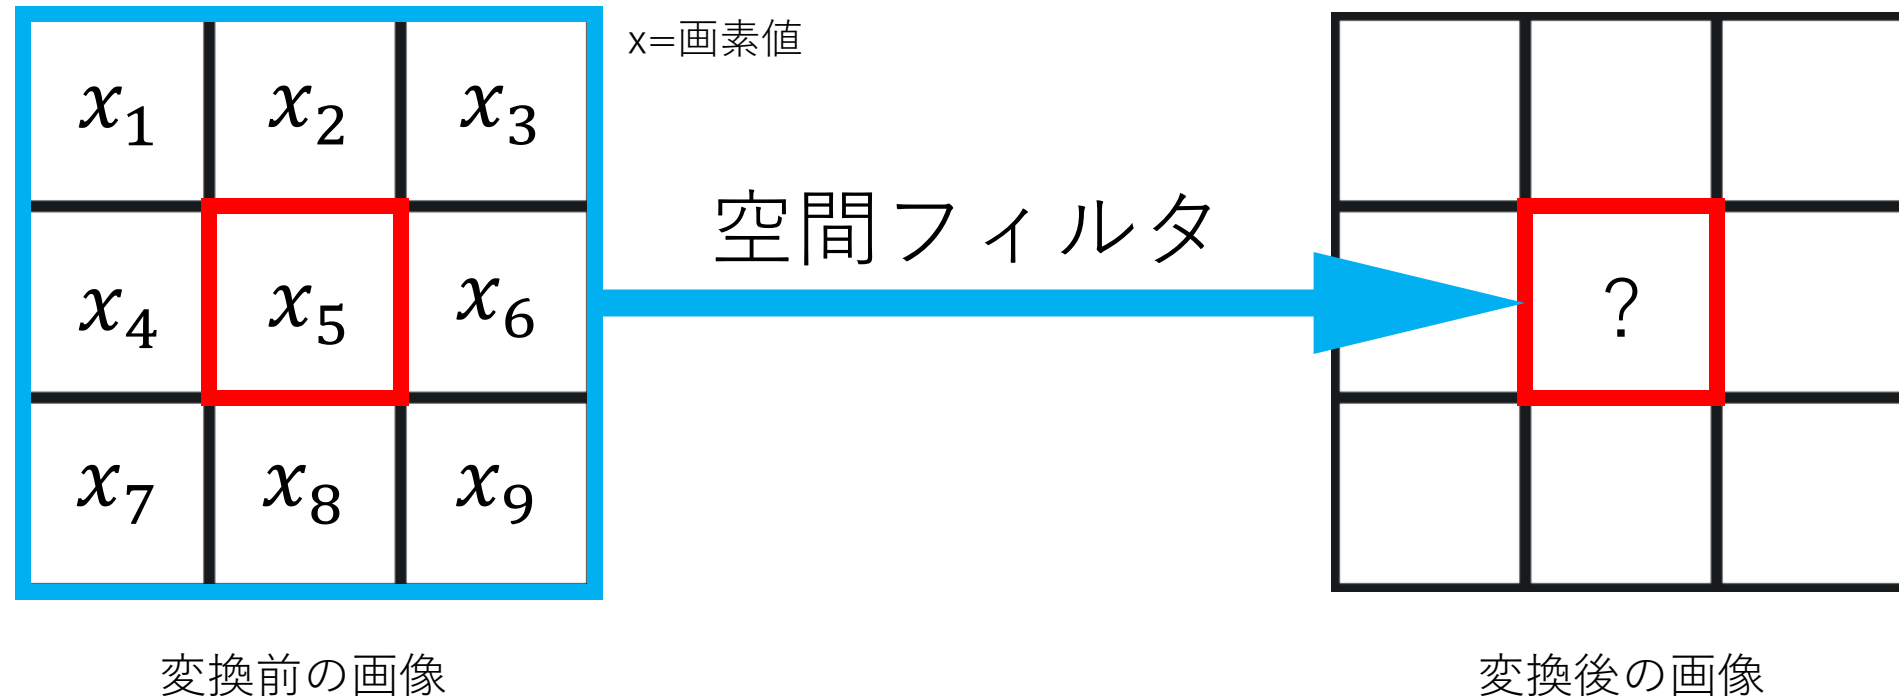 x=画素値
x₁ x₂ x₃
空間フィルタ
x₄ x₅ x₆
?
x₇ x₈ x₉
変換前の画像
変換後の画像